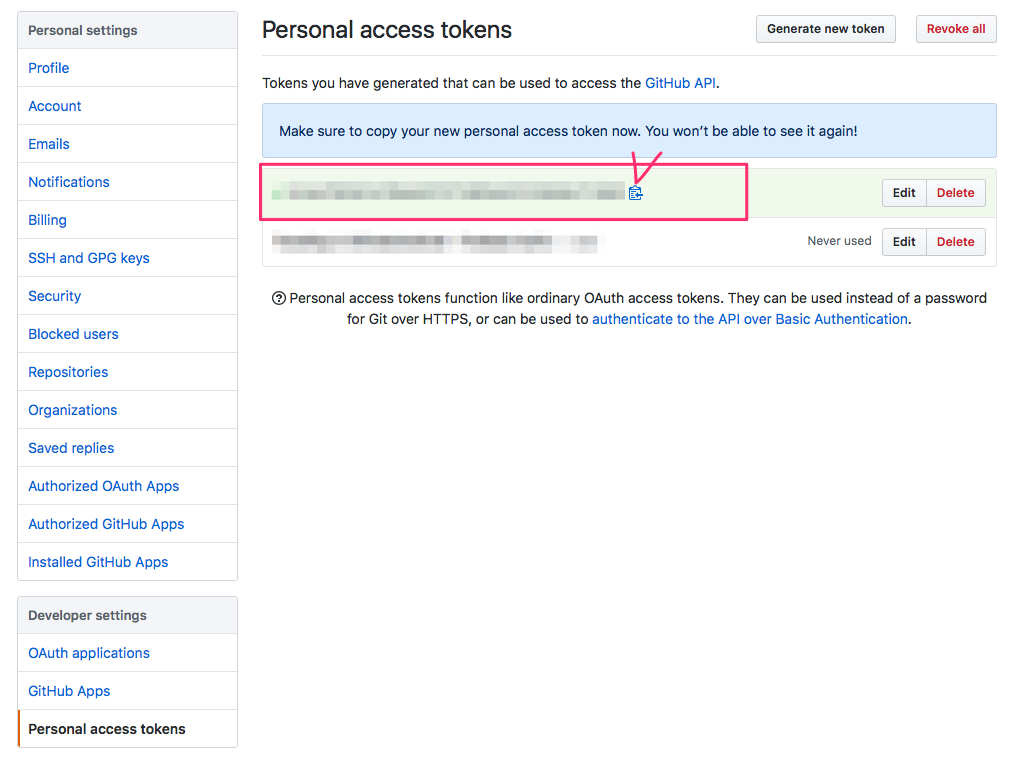 Personal settings
Profile
Account
Emails
Notifications
Billing
SSH and GPG keys
Security
Blocked users
Repositories
Organizations
Saved replies
Authorized OAuth Apps
Authorized GitHub Apps
Installed GitHub Apps
Developer settings
OAuth applications
GitHub Apps
Personal access tokens
Personal access tokens
Generate new token
Revoke all
Tokens you have generated that can be used to access the GitHub API.
Make sure to copy your new personal access token now. You won’t be able to see it again!
Edit
Delete
Never used
Edit
Delete
Personal access tokens function like ordinary OAuth access tokens. They can be used instead of a password
for Git over HTTPS, or can be used to authenticate to the API over Basic Authentication.